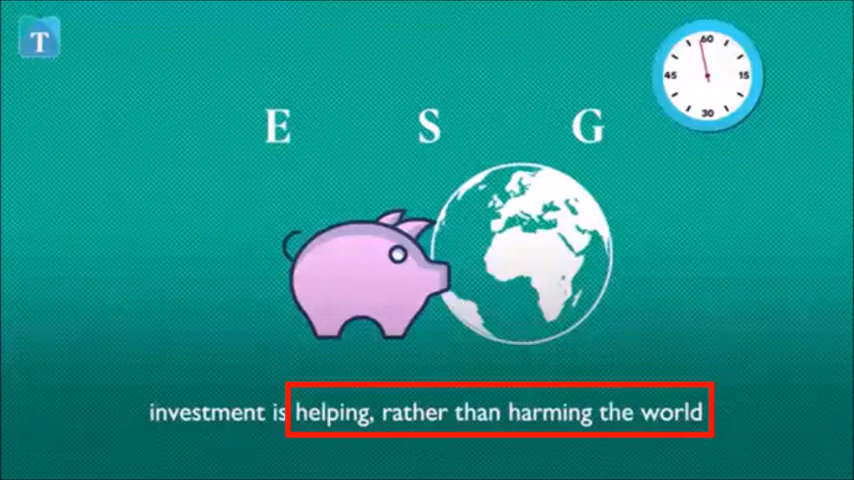 T
60
45 15
30
E S G
investment is helping, rather than harming the world